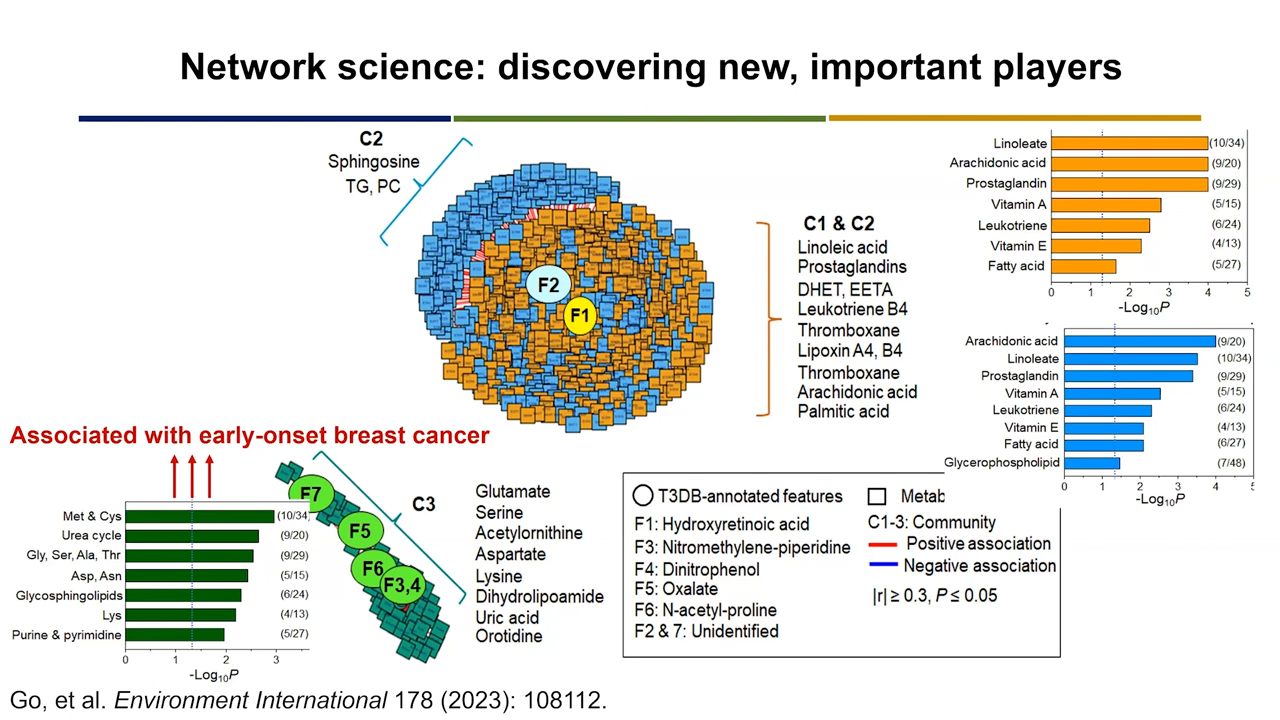 Network science: discovering new, important players
C2
Sphingosine
TG, PC
F2
F1
C1 & C2
Linoleic acid
Prostaglandins
DHET, EETA
Leukotriene B4
Thromboxane
Lipoxin A4, B4
Thromboxane
Arachidonic acid
Palmitic acid
Linoleate (10/34)
Arachidonic acid (9/20)
Prostaglandin (9/29)
Vitamin A (5/15)
Leukotriene (6/24)
Vitamin E (4/13)
Fatty acid (5/27)
0 1 2 3 4 5
-Log10P
Arachidonic acid (9/20)
Linoleate (10/34)
Prostaglandin (9/29)
Vitamin A (5/15)
Leukotriene (6/24)
Vitamin E (4/13)
Fatty acid (6/27)
Glycerophospholipid (7/48)
0 1 2 3 4
-Log10P
Associated with early-onset breast cancer
Met & Cys (10/34
Urea cycle (9/20)
Gly, Ser, Ala, Thr (9/29)
Asp, Asn (5/15)
Glycosphingolipids (6/24)
Lys (4/13)
Purine & pyrimidine (5/27)
0 1 2 3
-Log10P
F7
F5
F6
F3,4
C3
Glutamate
Serine
Acetylornithine
Aspartate
Lysine
Dihydrolipoamide
Uric acid
Orotidine
T3DB-annotated features
F1: Hydroxyretinoic acid
F3: Nitromethylene-piperidine
F4: Dinitrophenol
F5: Oxalate
F6: N-acetyl-proline
F2 & 7: Unidentified
Metab
C1-3: Community
Positive association
Negative association
|r| ≥ 0.3, P ≤ 0.05
Go, et al. Environment International 178 (2023): 108112.